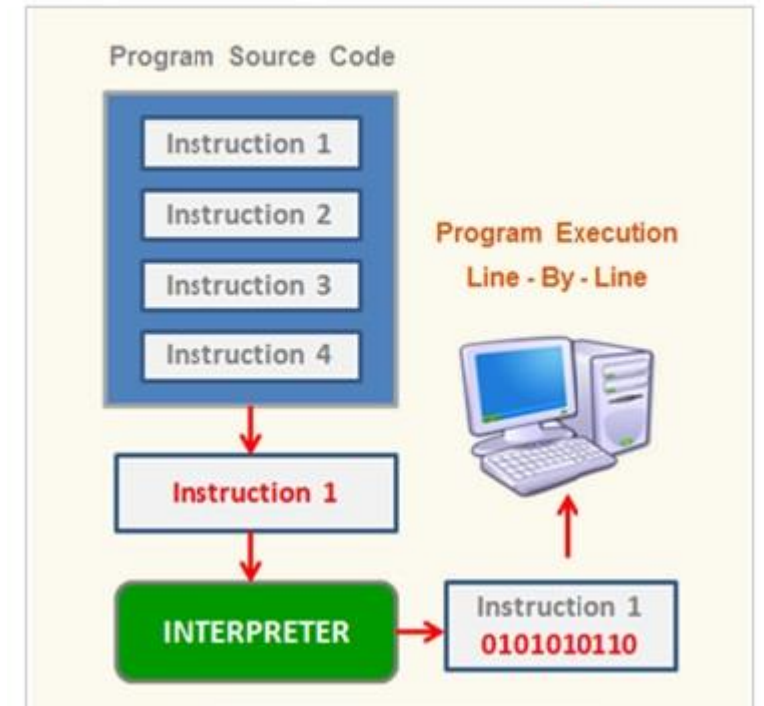 Program Source Code
Instruction 1
Instruction 2
Instruction 3
Instruction 4
Program Execution
Line - By - Line
Instruction 1
INTERPRETER
Instruction 1
0101010110